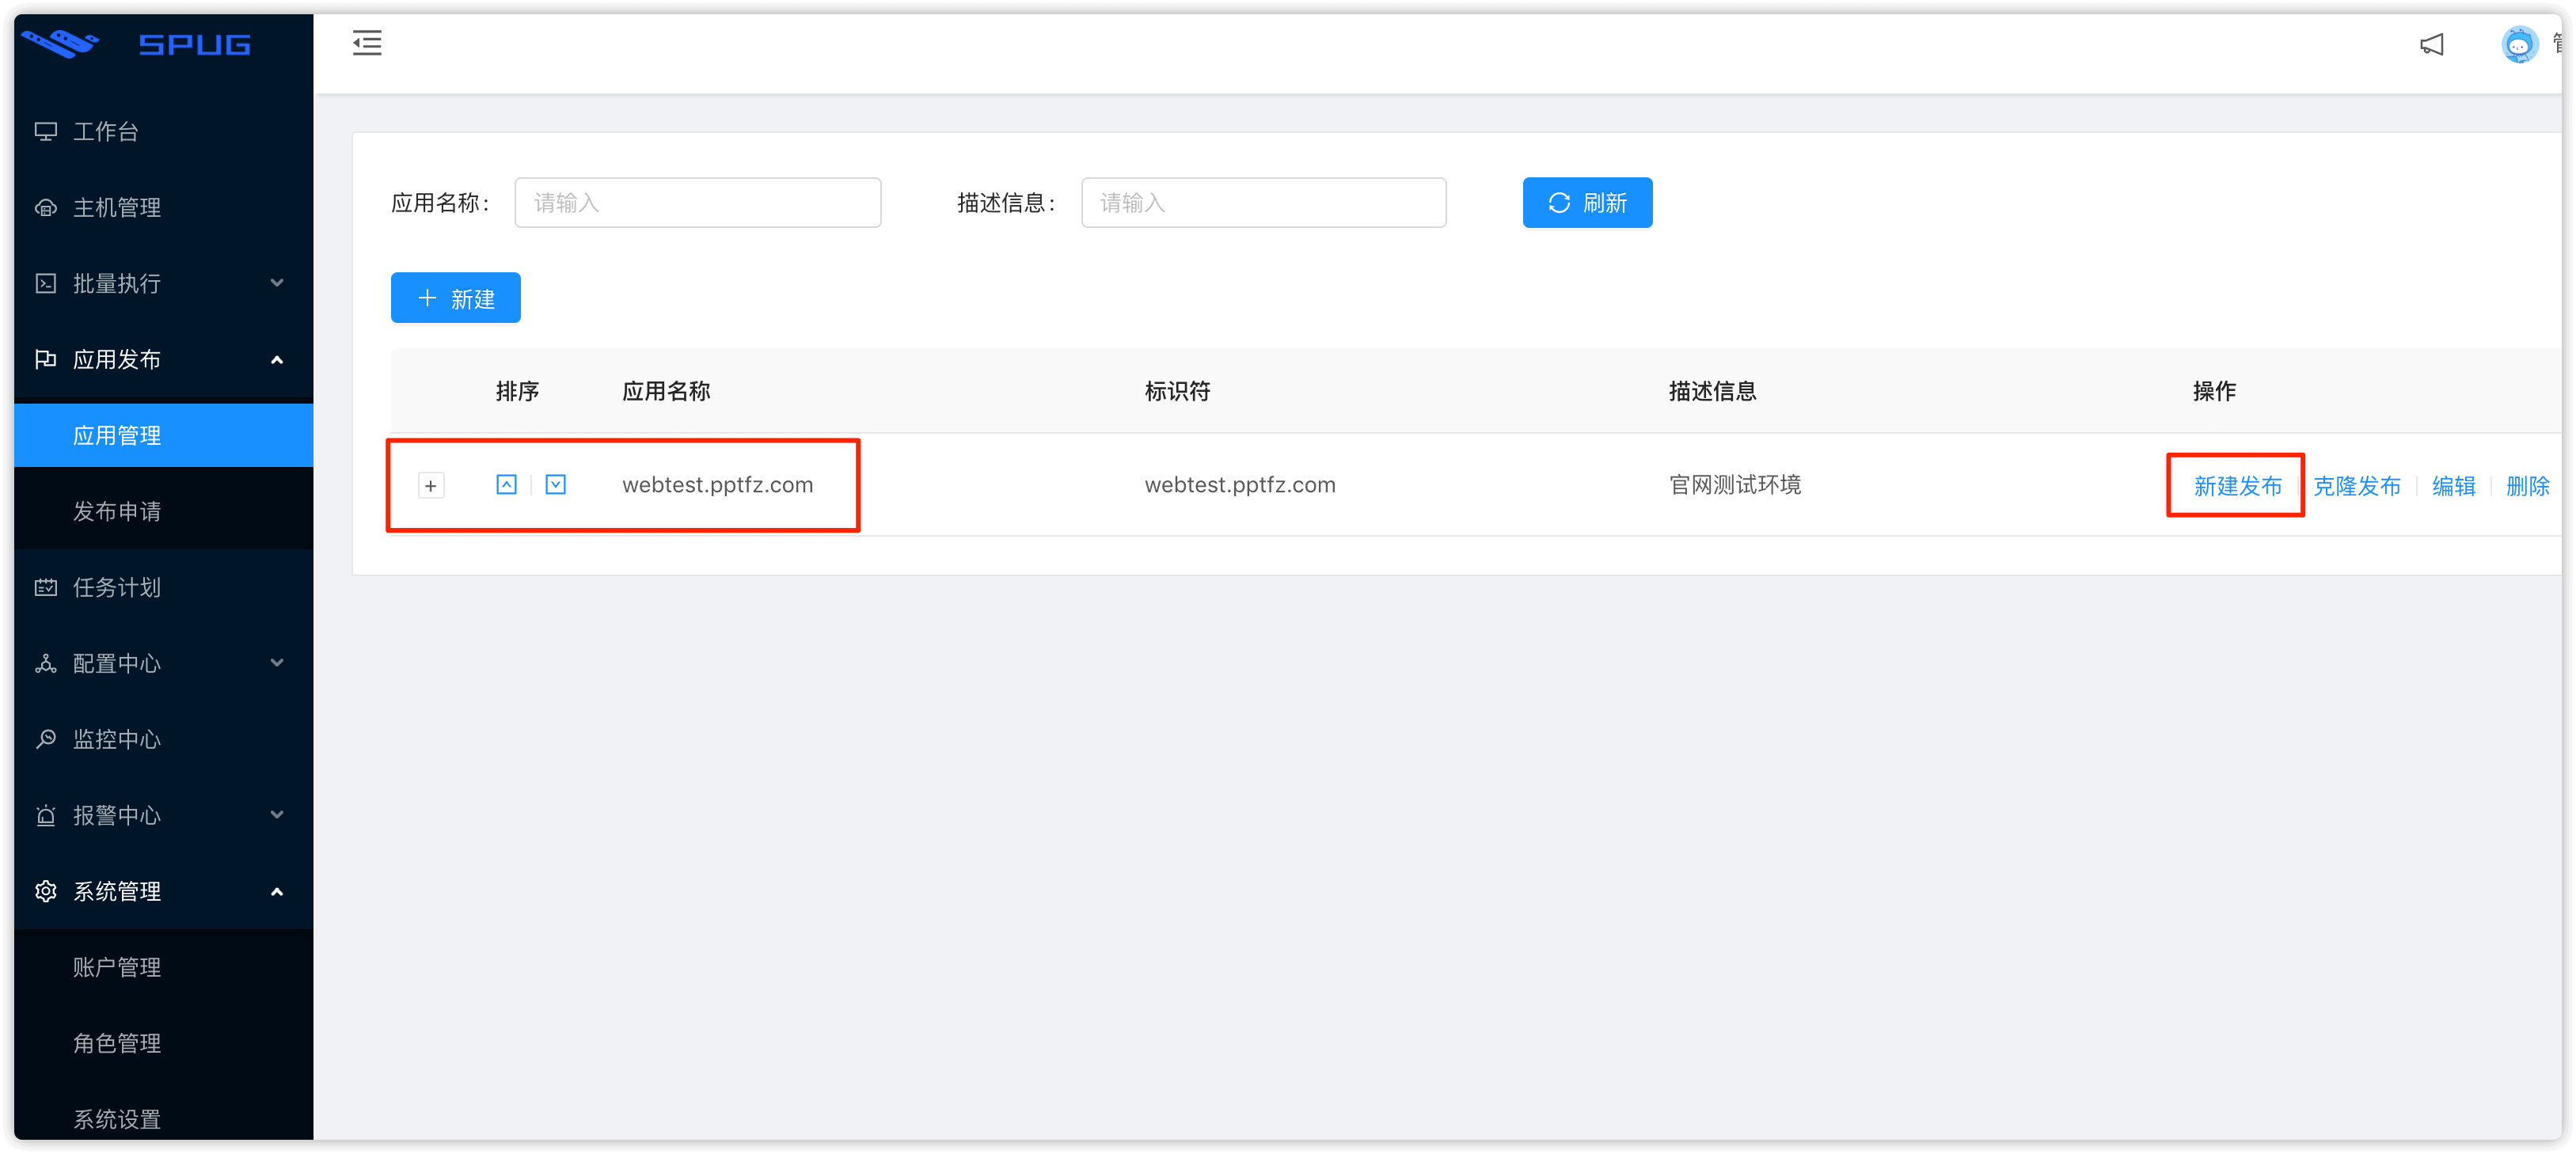 SPUG
工作台
主机管理
批量执行
应用发布
应用管理
发布申请
任务计划
配置中心
监控中心
报警中心
系统管理
账户管理
角色管理
系统设置
应用名称: 请输入 描述信息: 请输入 刷新
新建
排序 应用名称 标识符 描述信息 操作
webtest.pptfz.com webtest.pptfz.com 官网测试环境 新建发布 克隆发布 编辑 删除